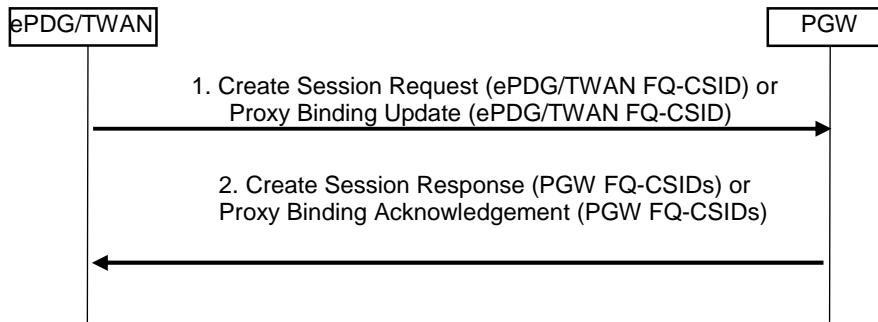 ePDG/TWAN
PGW
1. Create Session Request (ePDG/TWAN FQ-CSID) or
Proxy Binding Update (ePDG/TWAN FQ-CSID)
2. Create Session Response (PGW FQ-CSIDs) or
Proxy Binding Acknowledgement (PGW FQ-CSIDs)